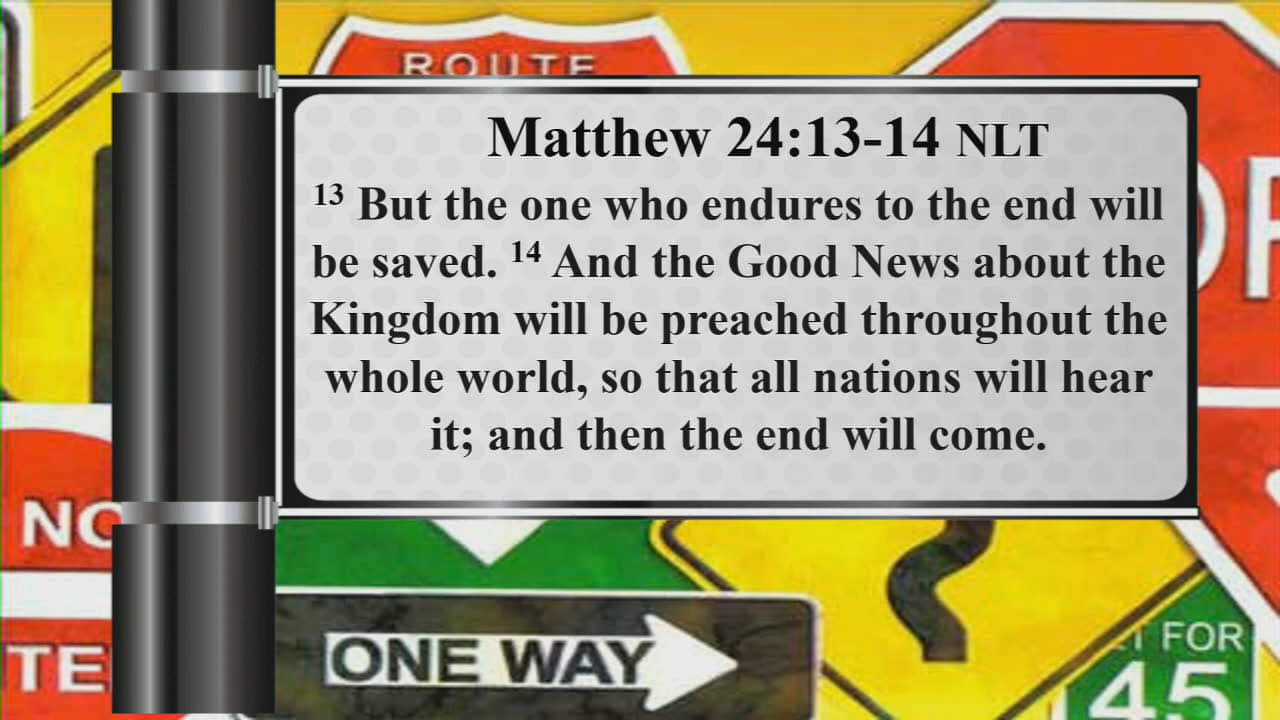 ROUTE
Matthew 24:13-14 NLT
13 But the one who endures to the end will
be saved. 14 And the Good News about the
Kingdom will be preached throughout the
whole world, so that all nations will hear
it; and then the end will come.
NO
ONE WAY
FOR
45